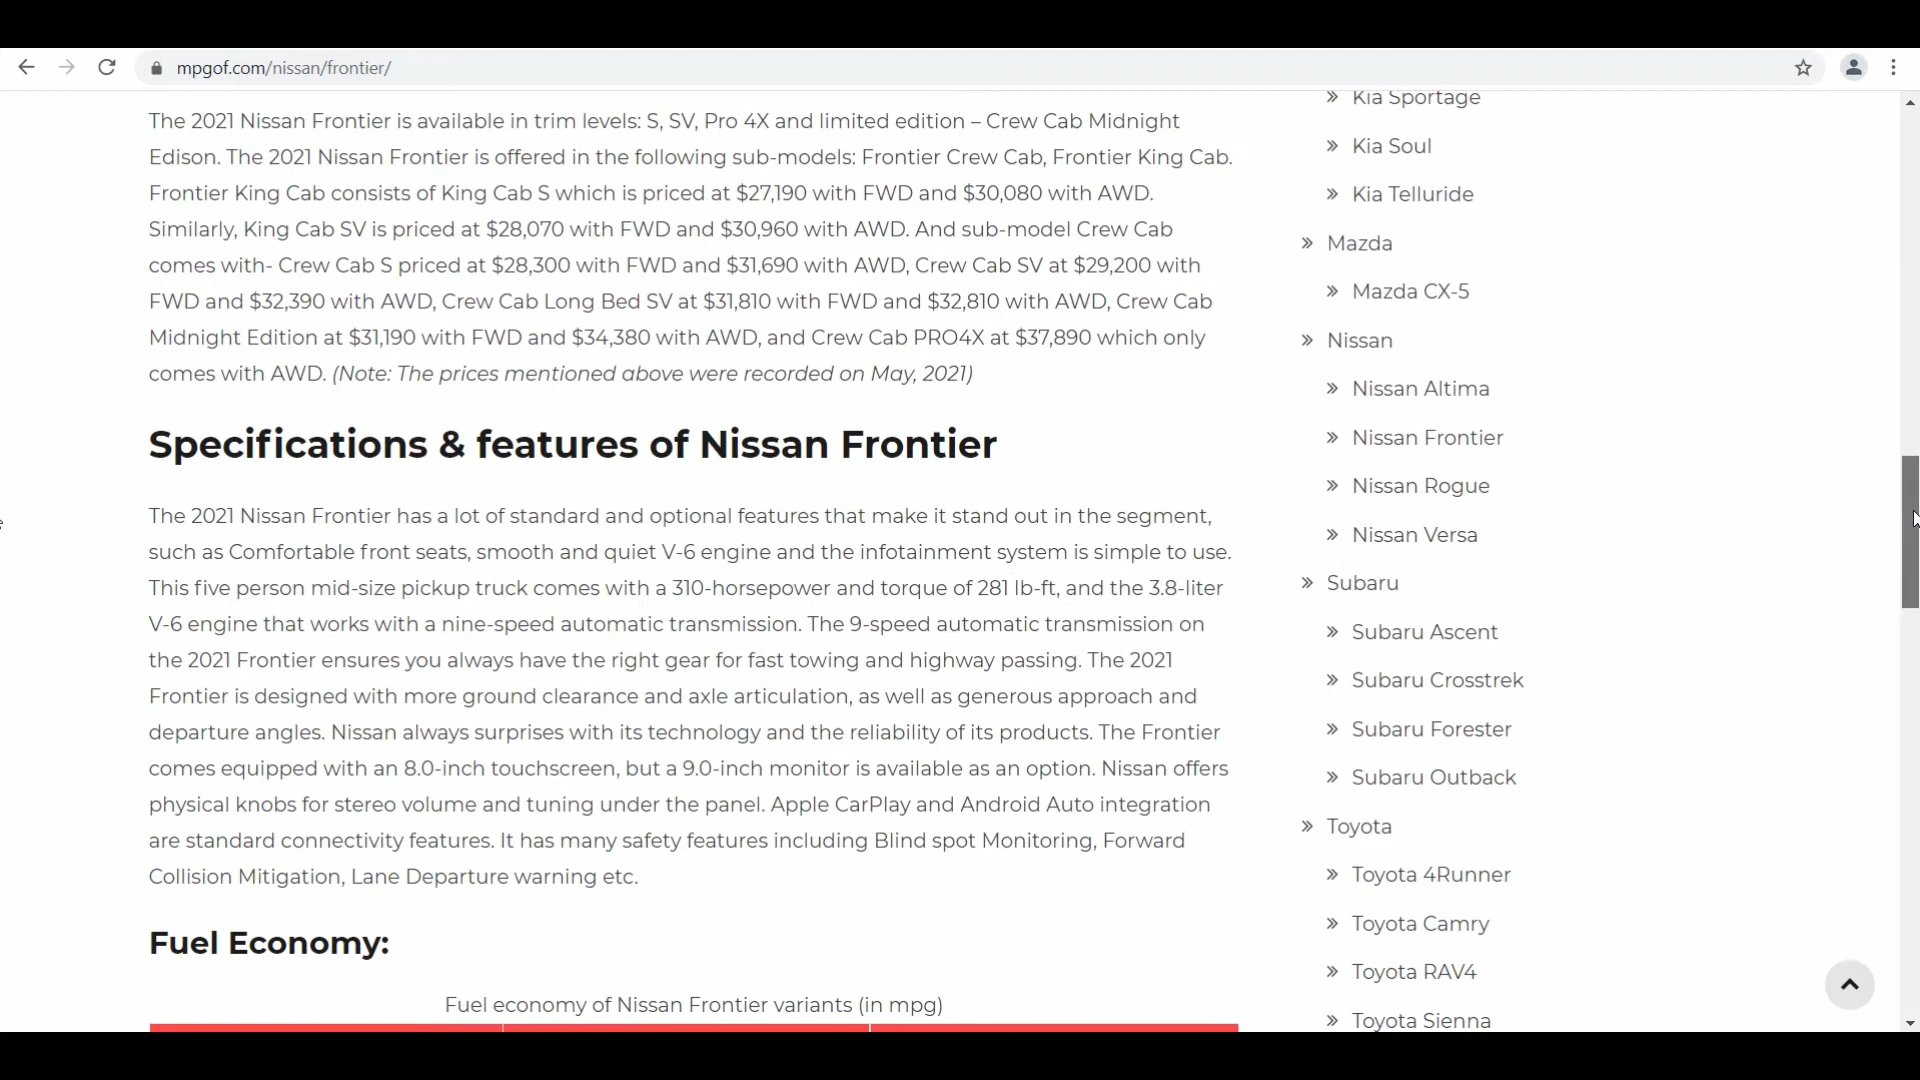 mpgof.com/nissan/frontier/
The 2021 Nissan Frontier is available in trim levels: S, SV, Pro 4X and limited edition – Crew Cab Midnight
Edison. The 2021 Nissan Frontier is offered in the following sub-models: Frontier Crew Cab, Frontier King Cab.
Frontier King Cab consists of King Cab S which is priced at $27,190 with FWD and $30,080 with AWD.
Similarly, King Cab SV is priced at $28,070 with FWD and $30,960 with AWD. And sub-model Crew Cab
comes with- Crew Cab S priced at $28,300 with FWD and $31,690 with AWD, Crew Cab SV at $29,200 with
FWD and $32,390 with AWD, Crew Cab Long Bed SV at $31,810 with FWD and $32,810 with AWD, Crew Cab
Midnight Edition at $31,190 with FWD and $34,380 with AWD, and Crew Cab PRO4X at $37,890 which only
comes with AWD. (Note: The prices mentioned above were recorded on May, 2021)
Specifications & features of Nissan Frontier
The 2021 Nissan Frontier has a lot of standard and optional features that make it stand out in the segment,
such as Comfortable front seats, smooth and quiet V-6 engine and the infotainment system is simple to use.
This five person mid-size pickup truck comes with a 310-horsepower and torque of 281 lb-ft, and the 3.8-liter
V-6 engine that works with a nine-speed automatic transmission. The 9-speed automatic transmission on
the 2021 Frontier ensures you always have the right gear for fast towing and highway passing. The 2021
Frontier is designed with more ground clearance and axle articulation, as well as generous approach and
departure angles. Nissan always surprises with its technology and the reliability of its products. The Frontier
comes equipped with an 8.0-inch touchscreen, but a 9.0-inch monitor is available as an option. Nissan offers
physical knobs for stereo volume and tuning under the panel. Apple CarPlay and Android Auto integration
are standard connectivity features. It has many safety features including Blind spot Monitoring, Forward
Collision Mitigation, Lane Departure warning etc.
Fuel Economy:
Fuel economy of Nissan Frontier variants (in mpg)
Kia Sportage
Kia Soul
Kia Telluride
Mazda
Mazda CX-5
Nissan
Nissan Altima
Nissan Frontier
Nissan Rogue
Nissan Versa
Subaru
Subaru Ascent
Subaru Crosstrek
Subaru Forester
Subaru Outback
Toyota
Toyota 4Runner
Toyota Camry
Toyota RAV4
Toyota Sienna